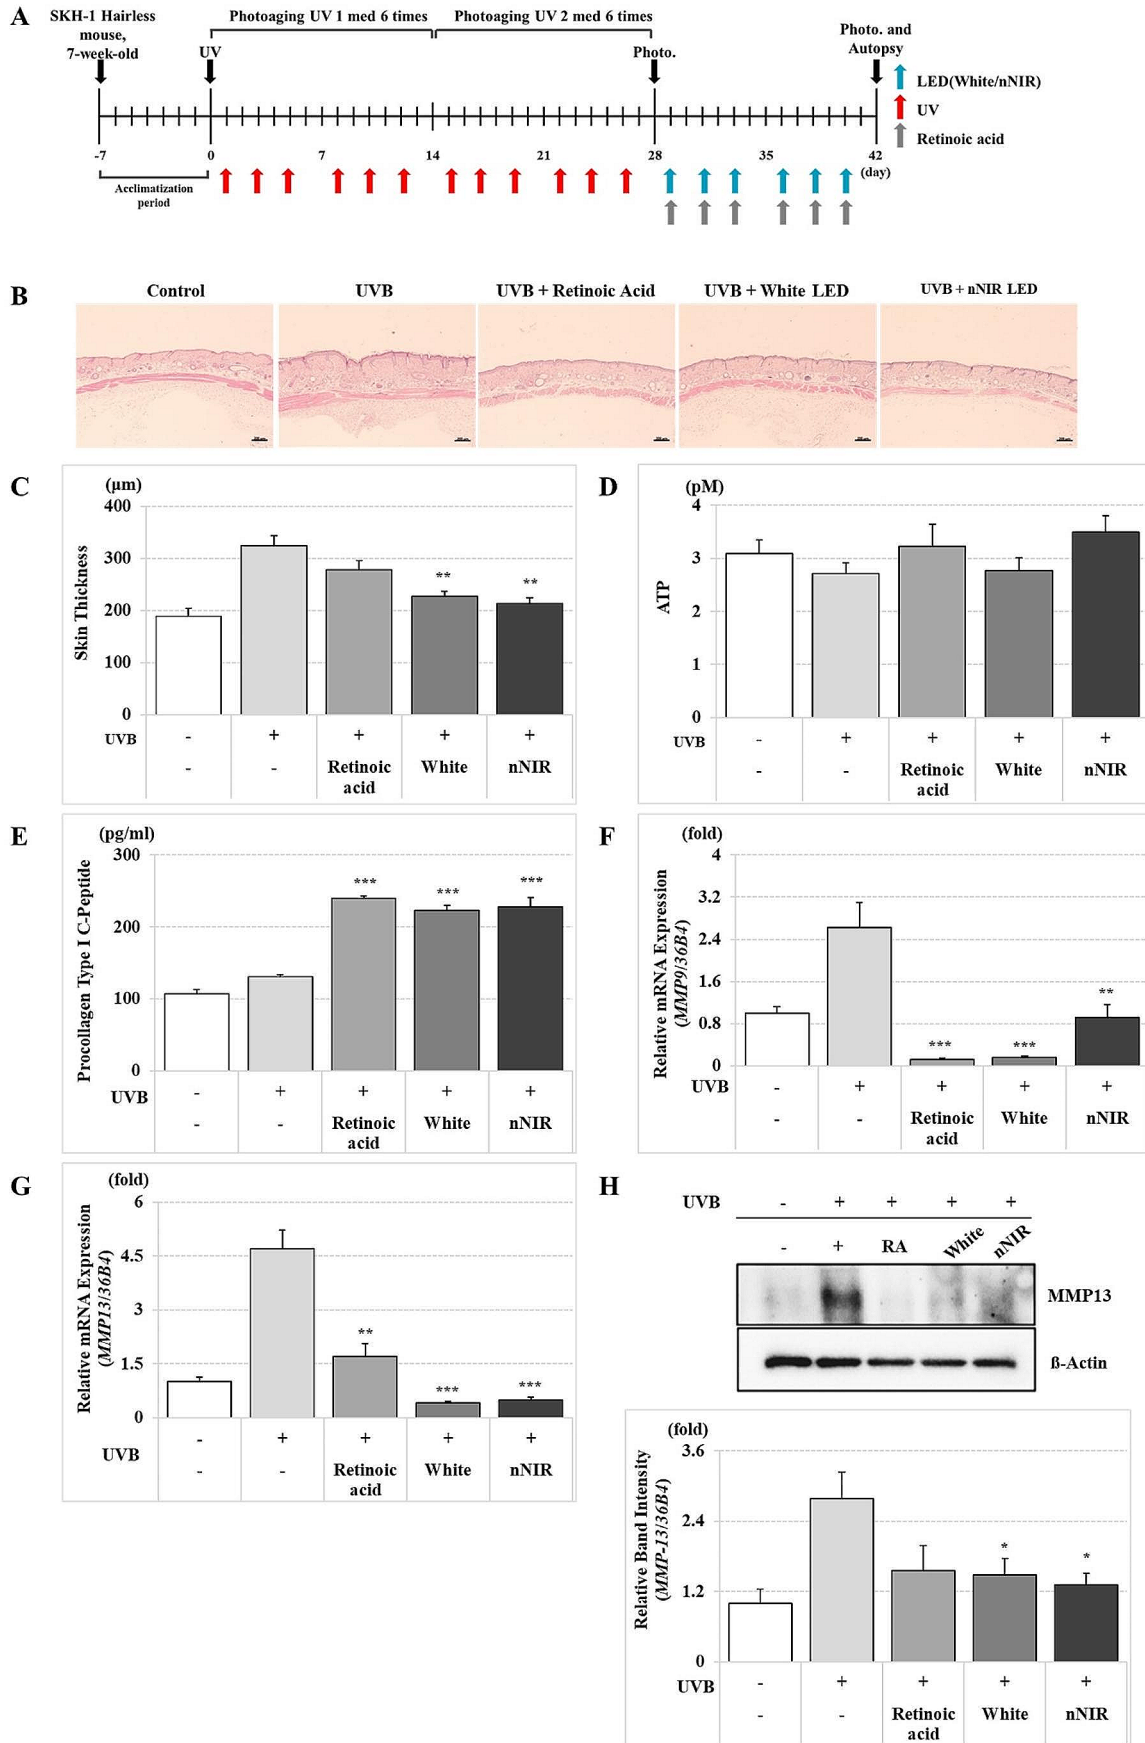 A
SKH-1 Hairless
mouse,
7-week-old
UV
Photoaging UV 1 med 6 times
Photoaging UV 2 med 6 times
Photo.
Photo. and
Autopsy
LED(White/nNIR)
UV
Retinoic acid
-7 0 7 14 21 28 35 42
(day)
Acclimatization
period
B
Control UVB UVB + Retinoic Acid UVB + White LED UVB + nNIR LED
C
(μm)
Skin Thickness
400
300
200
100
0
** **
UVB - + + + +
- - Retinoic acid White nNIR
D
(pM)
ATP
4
3
2
1
0
UVB - + + + +
- - Retinoic acid White nNIR
E
(pg/ml)
Procollagen Type I C-Peptide
300
200
100
0
*** *** ***
UVB - + + + +
- - Retinoic acid White nNIR
F
(fold)
Relative mRNA Expression
(MMP9/36B4)
4
3.2
2.4
1.6
0.8
0
*** *** **
UVB - + + + +
- - Retinoic acid White nNIR
G
(fold)
Relative mRNA Expression
(MMP13/36B4)
6
4.5
3
1.5
0
** *** ***
UVB - + + + +
- - Retinoic acid White nNIR
H
UVB - + + + +
- + RA White nNIR
MMP13
ß-Actin
(fold)
Relative Band Intensity
(MMP-13/36B4)
3.6
2.4
1.2
0
* *
UVB - + + + +
- - Retinoic acid White nNIR